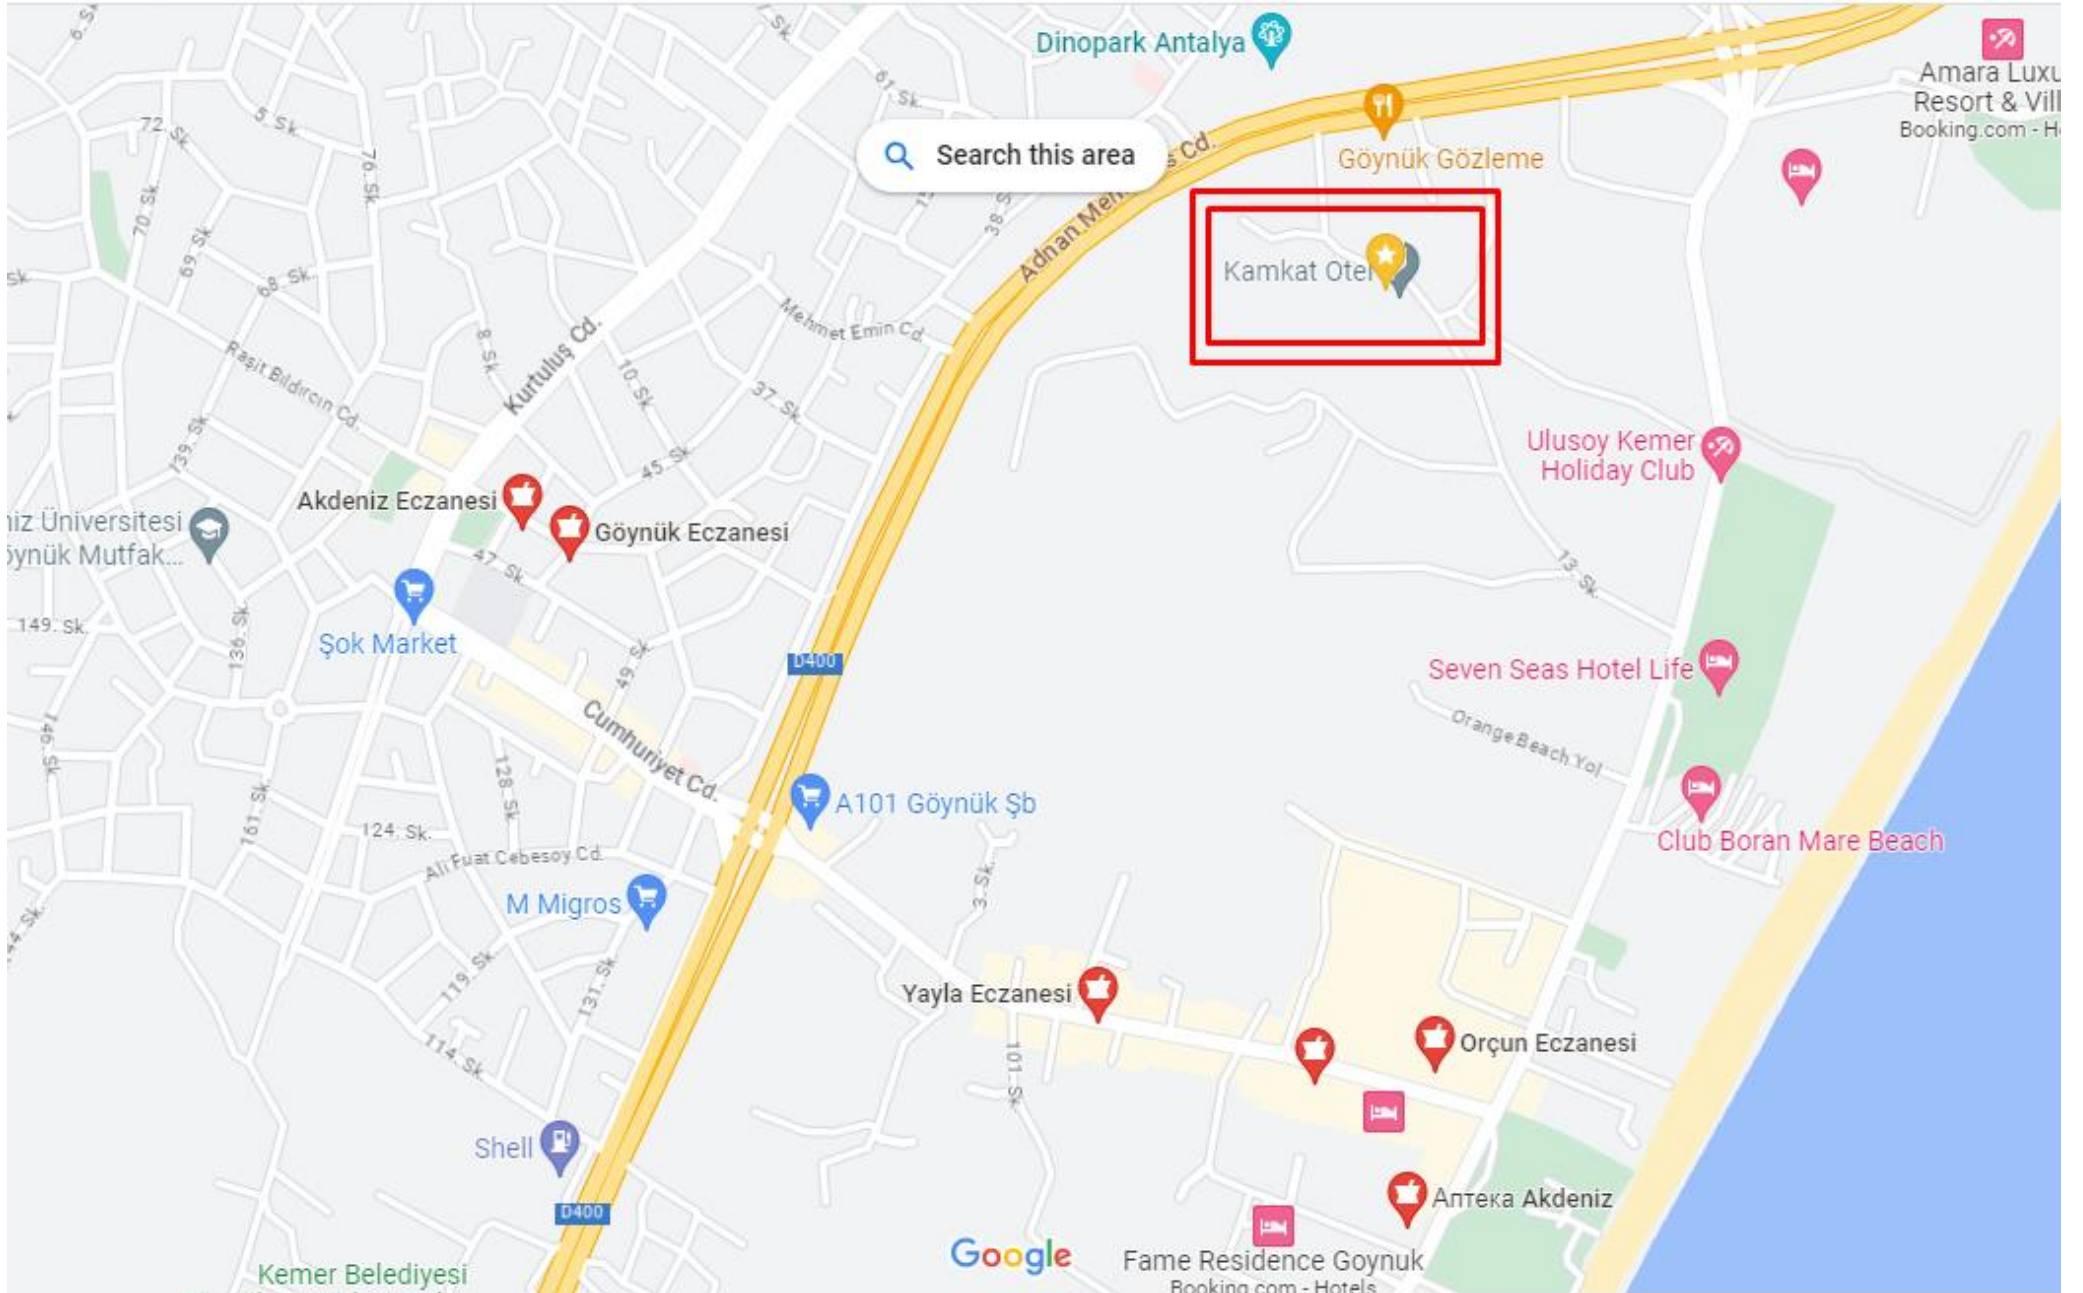 Dinopark Antalya
Amara Luxu
Resort & Vill
Booking.com - H
6. Sk
61. Sk.
5. Sk.
72. Sk.
76. Sk.
Search this area
Göynük Gözleme
70. Sk.
38. S
Adnan Men
s Cd.
69. Sk.
Sk
68. Sk.
Kamkat Otel
Mehmet Emin Cd.
8. Sk.
Kurtuluş Cd.
Raşit Bildırcın Cd.
10. Sk.
37. Sk.
139. Sk
45. Sk
Ulusoy Kemer
Holiday Club
Akdeniz Eczanesi
Göynük Eczanesi
niz Üniversitesi
öynük Mutfak...
47 Sk
13. Sk.
Şok Market
149. Sk.
136. Sk.
49. Sk
D400
Seven Seas Hotel Life
Orange Beach Yol
Cumhuriyet Cd.
146. Sk.
128. Sk.
161. Sk.
A101 Göynük Şb
124. Sk.
Club Boran Mare Beach
Ali Fuat Cebesoy Cd.
3. Sk.
M Migros
44 Sk.
119. Sk
131. Sk
Yayla Eczanesi
101. Sk.
Orçun Eczanesi
114. Sk.
Shell
D400
Аптека Akdeniz
Google
Fame Residence Goynuk
Booking.com - Hotels
Kemer Belediyesi